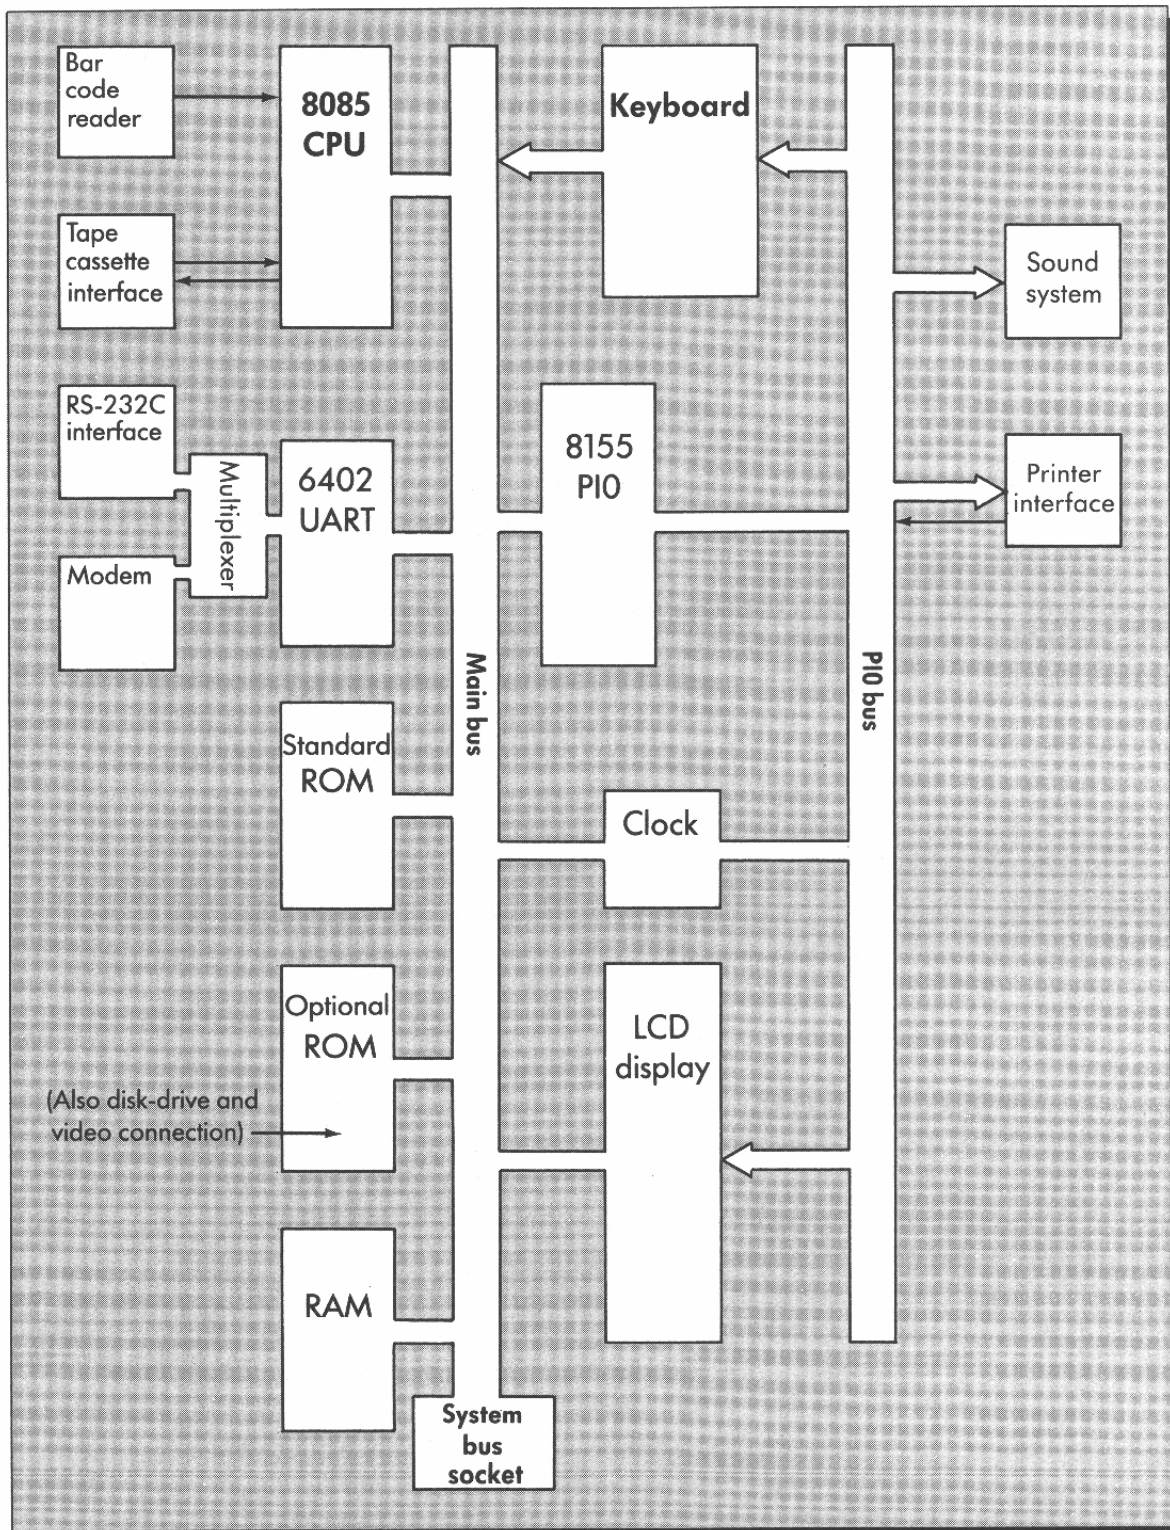 Bar
code
reader
8085
CPU
Keyboard
Tape
cassette
interface
Sound
system
RS-232C
interface
Multiplexer
6402
UART
8155
PIO
Printer
interface
Modem
Main bus
PIO bus
Standard
ROM
Clock
Optional
ROM
LCD
display
(Also disk-drive and
video connection)
RAM
System
bus
socket